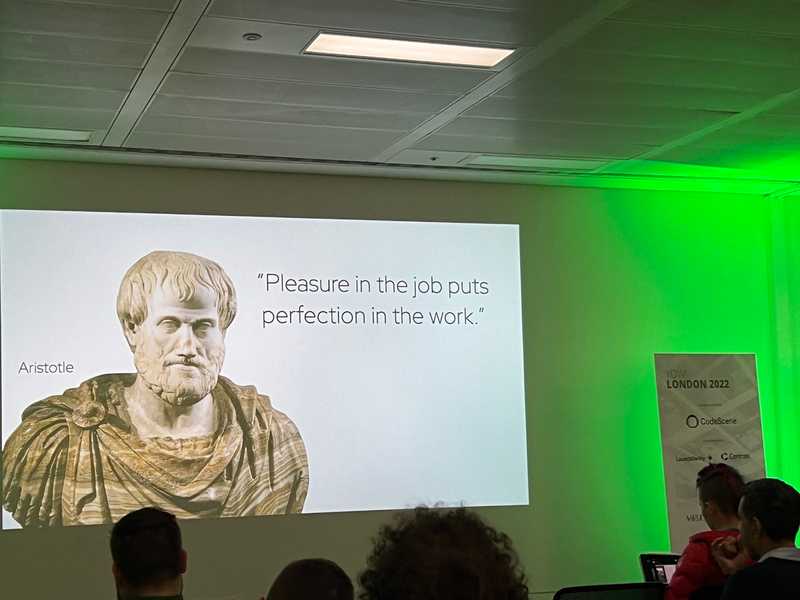 "Pleasure in the job puts
perfection in the work."
Aristotle
LONDON 2022
CodeScene